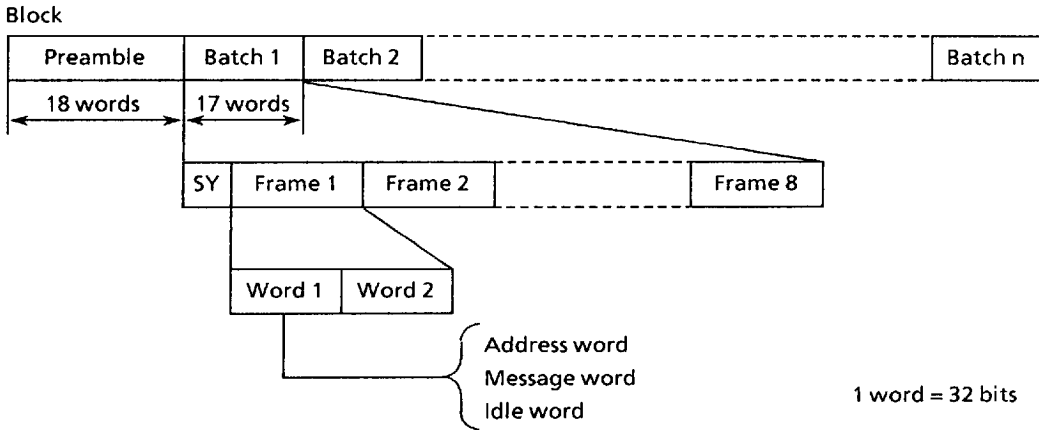 Block
Preamble Batch 1 Batch 2 Batch n
18 words 17 words
SY Frame 1 Frame 2 Frame 8
Word 1 Word 2
Address word
Message word
Idle word
1 word = 32 bits